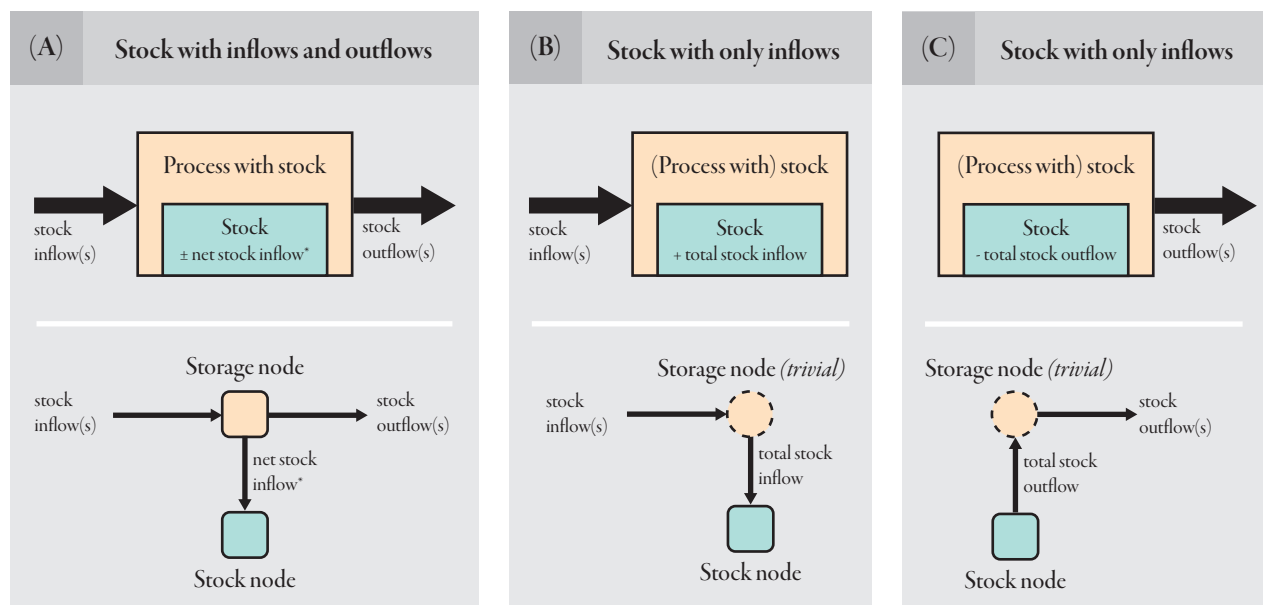 (A)
Stock with inflows and outflows
Process with stock
stock
inflow(s)
Stock
± net stock inflow*
stock
outflow(s)
Storage node
stock
inflow(s)
stock
outflow(s)
net stock
inflow*
Stock node
(B)
Stock with only inflows
(Process with) stock
stock
inflow(s)
Stock
+ total stock inflow
Storage node (trivial)
stock
inflow(s)
total stock
inflow
Stock node
(C)
Stock with only inflows
(Process with) stock
Stock
- total stock outflow
stock
outflow(s)
Storage node (trivial)
stock
outflow(s)
total stock
outflow
Stock node